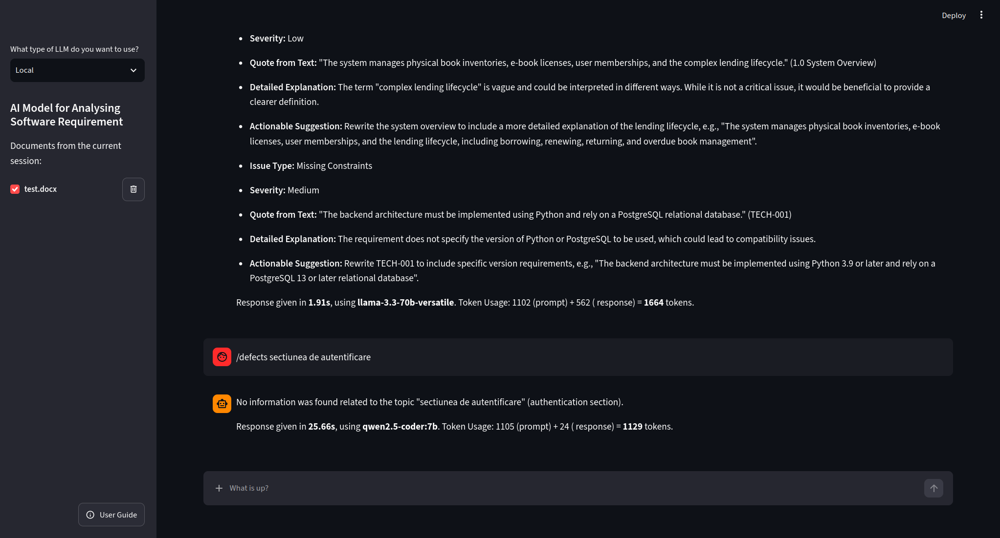 Deploy
What type of LLM do you want to use?
Local
AI Model for Analysing
Software Requirement
Documents from the current
session:
test.docx
User Guide
Severity: Low
Quote from Text: "The system manages physical book inventories, e-book licenses, user memberships, and the complex lending lifecycle." (1.0 System Overview)
Detailed Explanation: The term "complex lending lifecycle" is vague and could be interpreted in different ways. While it is not a critical issue, it would be beneficial to provide a
clearer definition.
Actionable Suggestion: Rewrite the system overview to include a more detailed explanation of the lending lifecycle, e.g., "The system manages physical book inventories, e-book
licenses, user memberships, and the lending lifecycle, including borrowing, renewing, returning, and overdue book management".
Issue Type: Missing Constraints
Severity: Medium
Quote from Text: "The backend architecture must be implemented using Python and rely on a PostgreSQL relational database." (TECH-001)
Detailed Explanation: The requirement does not specify the version of Python or PostgreSQL to be used, which could lead to compatibility issues.
Actionable Suggestion: Rewrite TECH-001 to include specific version requirements, e.g., "The backend architecture must be implemented using Python 3.9 or later and rely on a
PostgreSQL 13 or later relational database".
Response given in 1.91s, using llama-3.3-70b-versatile. Token Usage: 1102 (prompt) + 562 ( response) = 1664 tokens.
/defects sectiunea de autentificare
No information was found related to the topic "sectiunea de autentificare" (authentication section).
Response given in 25.66s, using qwen2.5-coder:7b. Token Usage: 1105 (prompt) + 24 ( response) = 1129 tokens.
What is up?